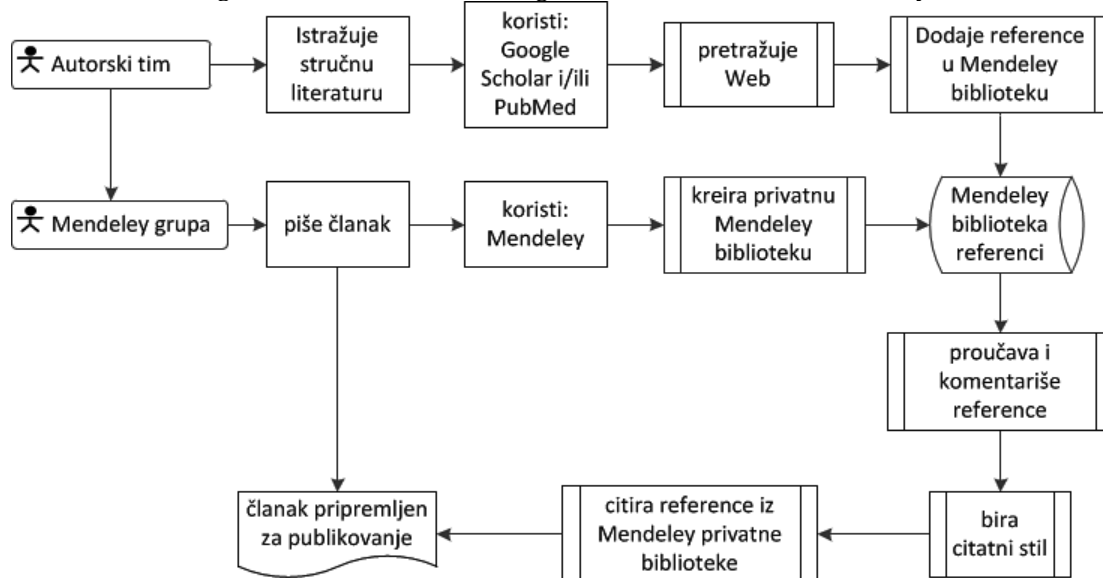 Autorski tim
Istražuje
stručnu
literaturu
koristi:
Google
Scholar i/ili
PubMed
pretražuje
Web
Dodaje reference
u Mendeley
biblioteku
Mendeley grupa
piše članak
koristi:
Mendeley
kreira privatnu
Mendeley
biblioteku
Mendeley
biblioteka
referenci
proučava i
komentariše
reference
članak pripremljen
za publikovanje
citira reference iz
Mendeley privatne
biblioteke
bira
citatni stil